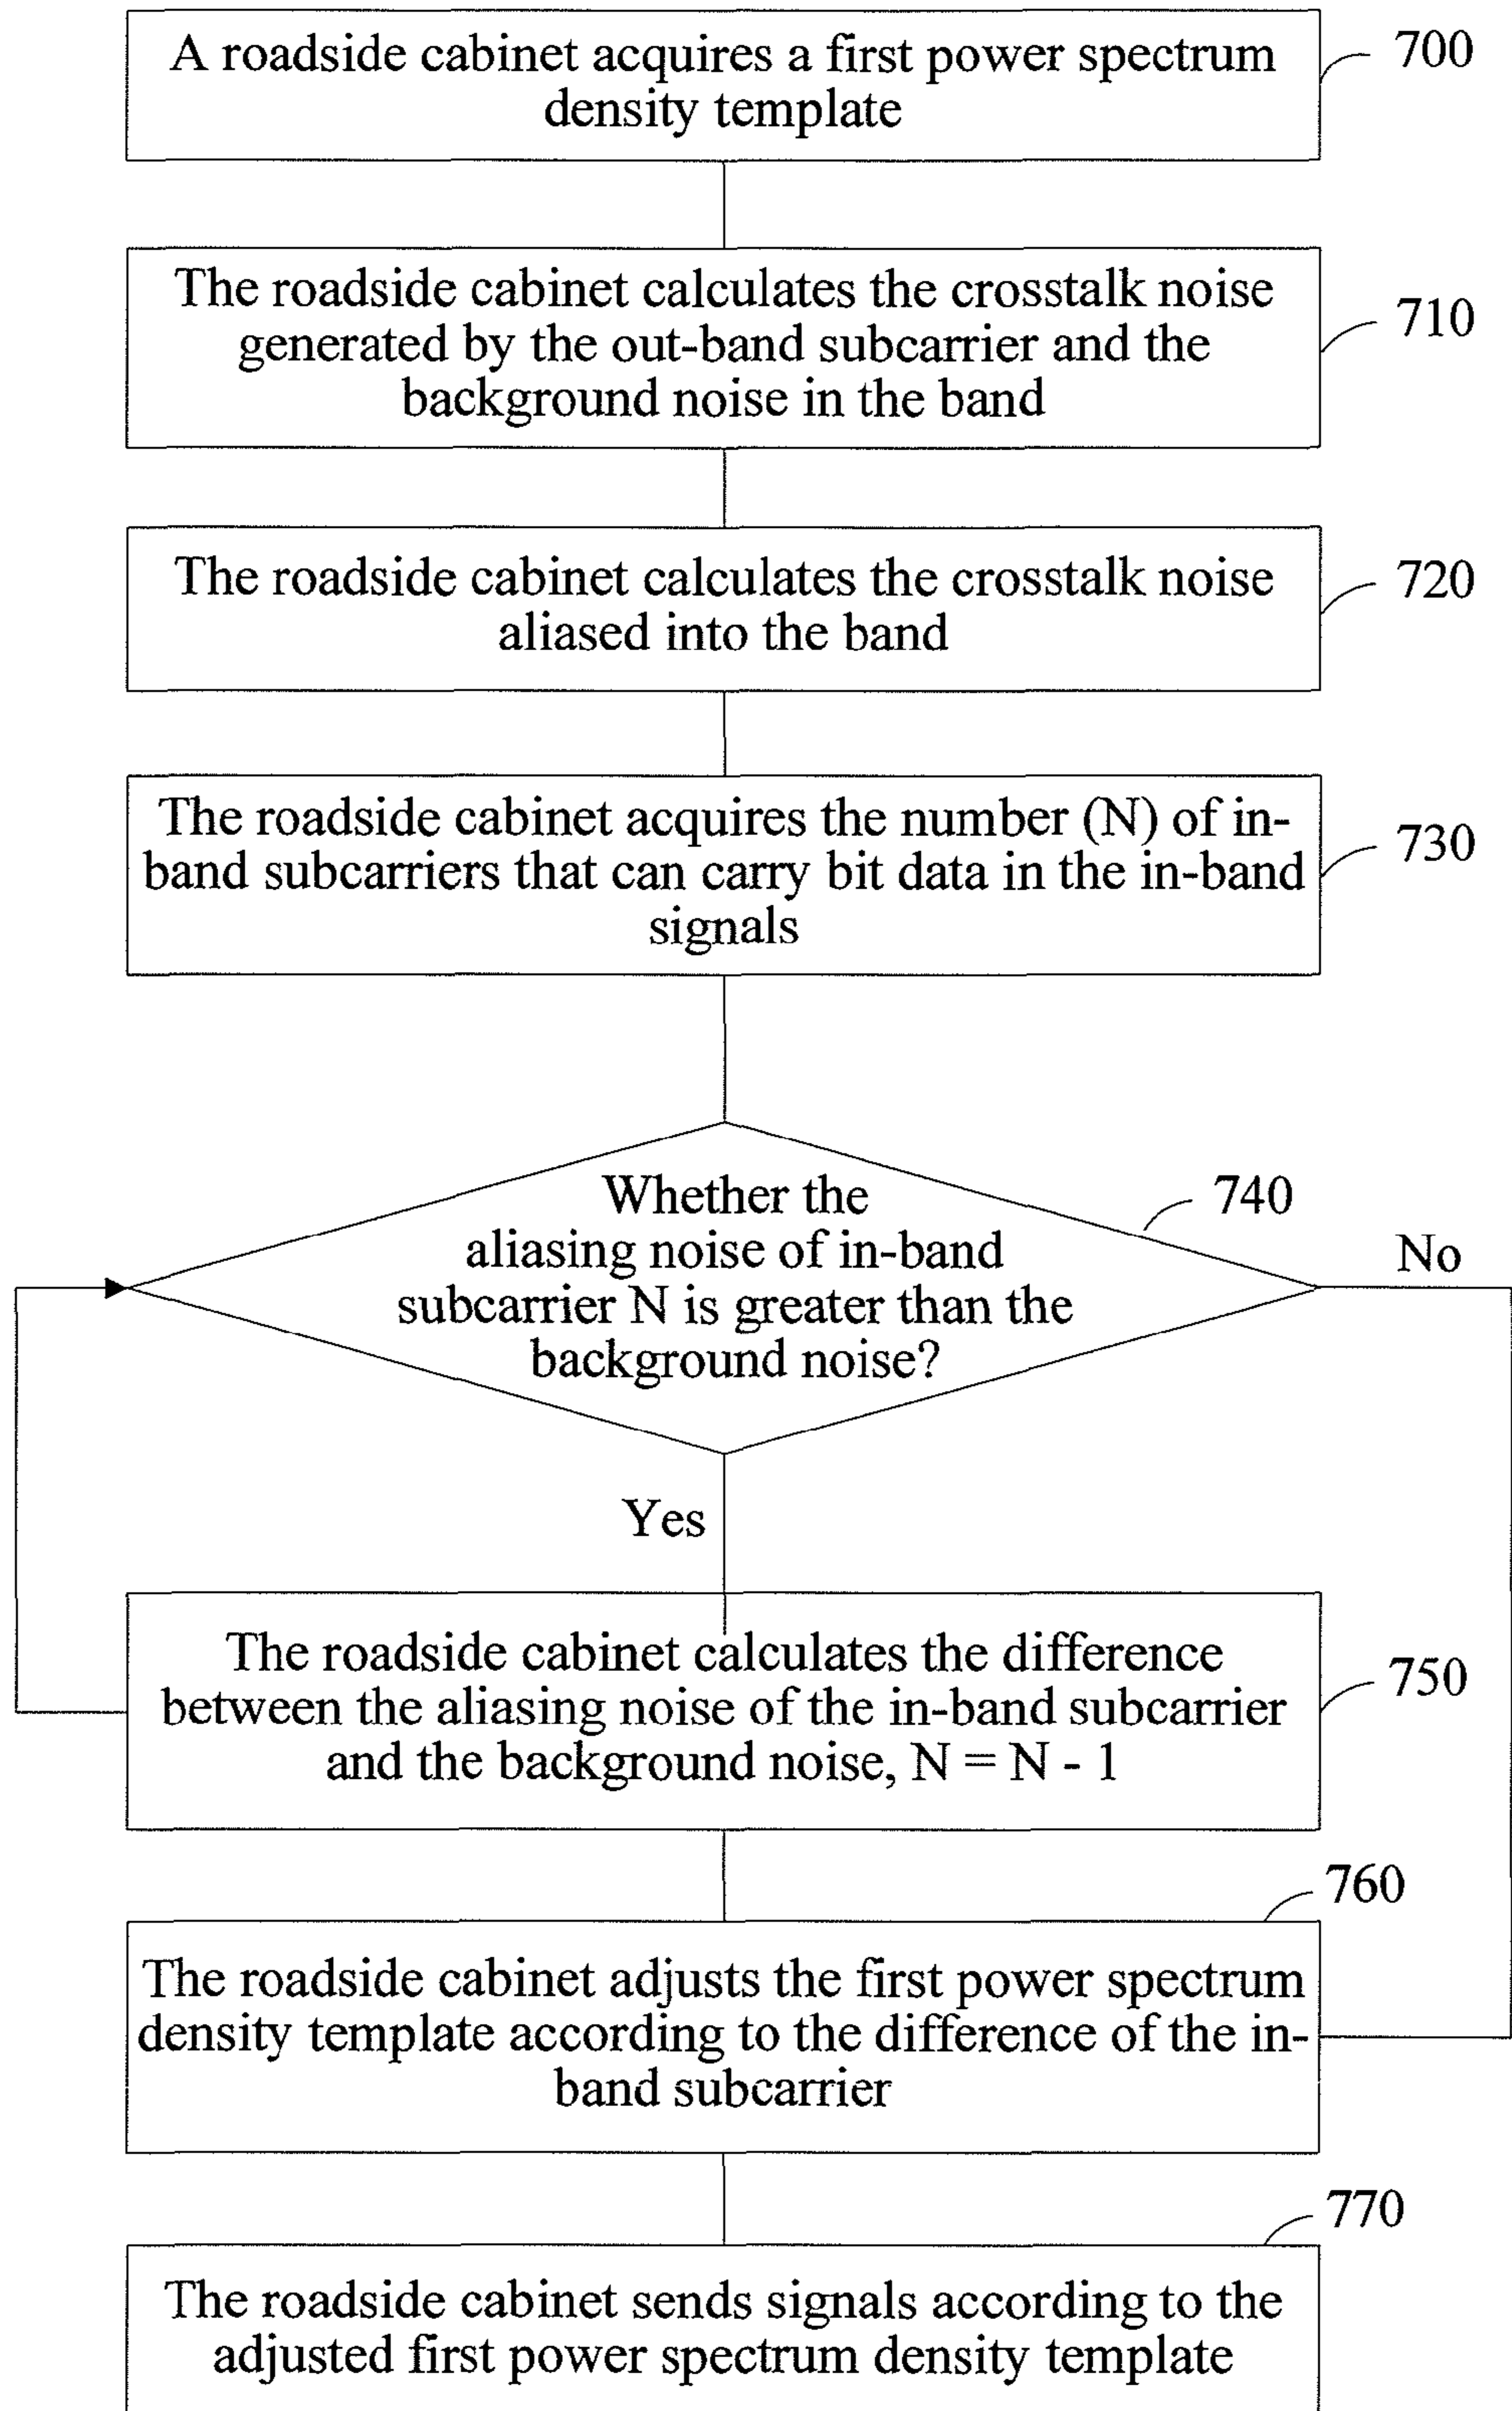 A roadside cabinet acquires a first power spectrum
density template
700
The roadside cabinet calculates the crosstalk noise
generated by the out-band subcarrier and the
background noise in the band
710
The roadside cabinet calculates the crosstalk noise
aliased into the band
720
The roadside cabinet acquires the number (N) of in-
band subcarriers that can carry bit data in the in-band
signals
730
Whether the
aliasing noise of in-band
subcarrier N is greater than the
background noise?
740
No
Yes
The roadside cabinet calculates the difference
between the aliasing noise of the in-band subcarrier
and the background noise, N = N - 1
750
760
The roadside cabinet adjusts the first power spectrum
density template according to the difference of the in-
band subcarrier
770
The roadside cabinet sends signals according to the
adjusted first power spectrum density template